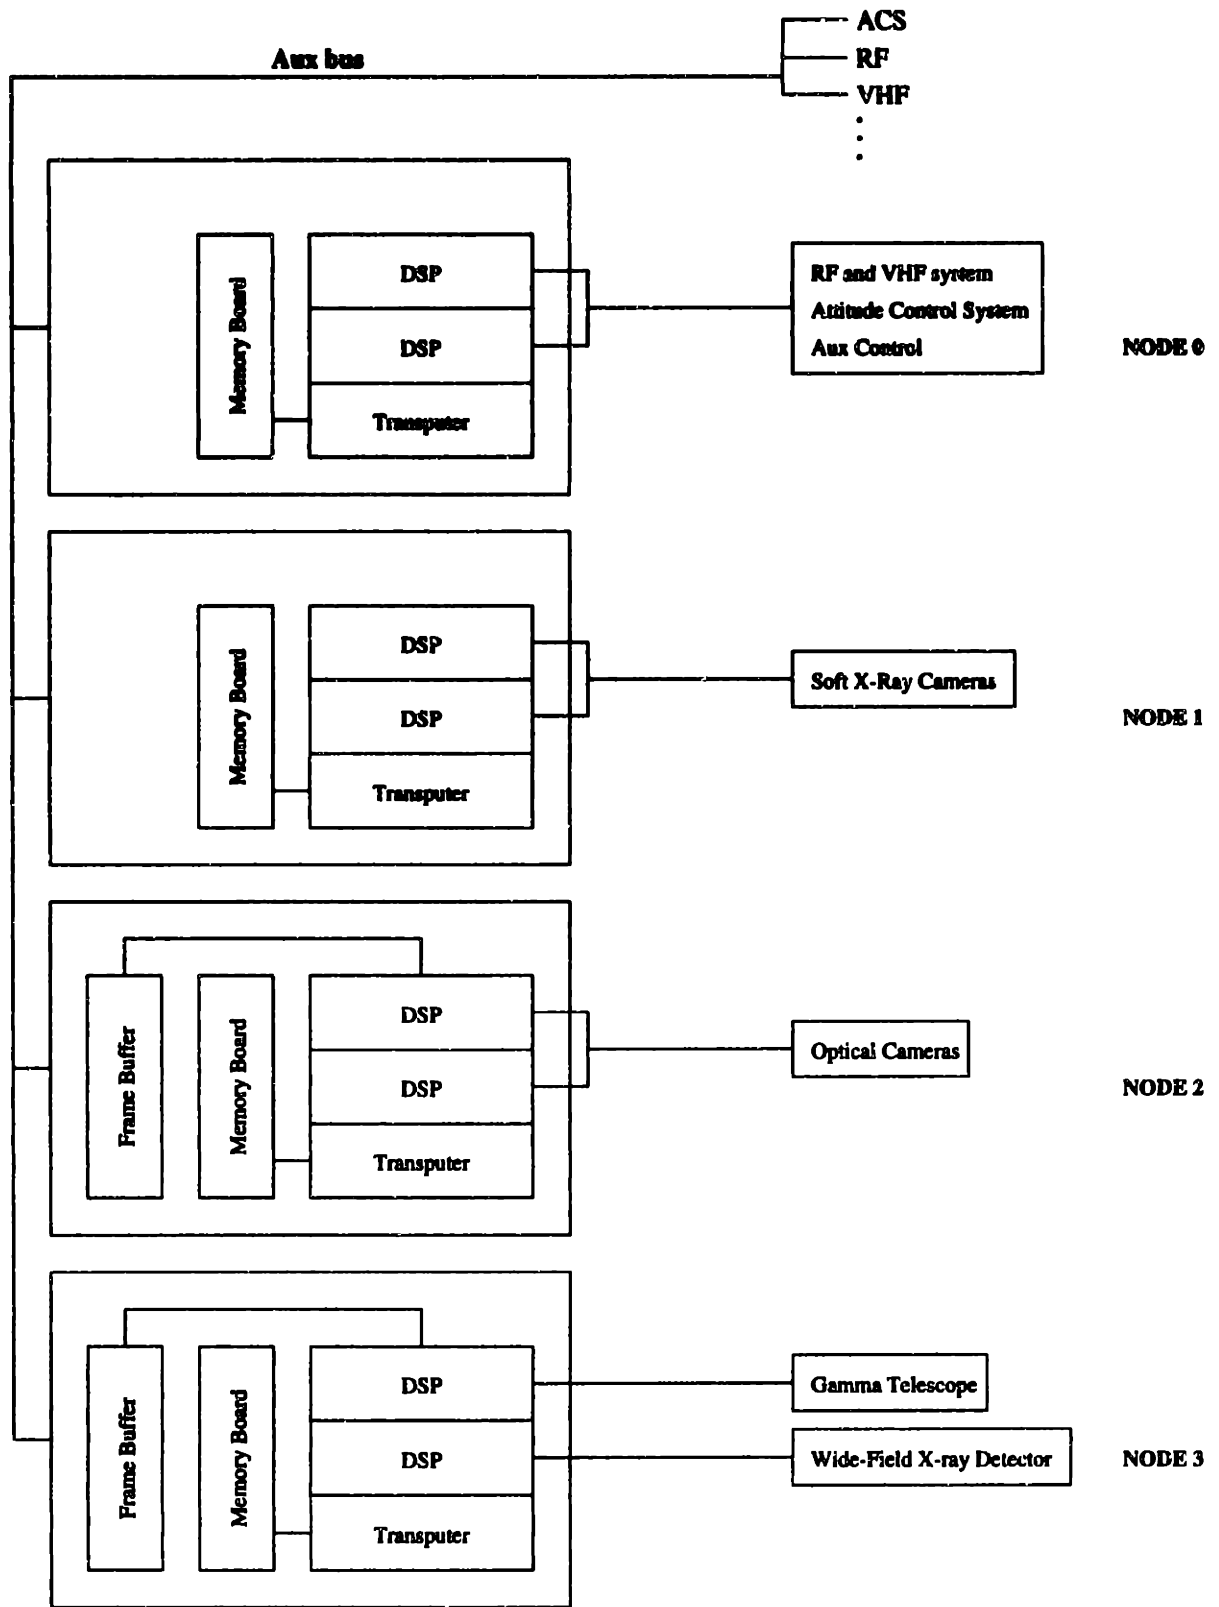 ACS
Aux bus
RF
VHF
Memory Board
DSP
DSP
Transputer
RF and VHF system
Attitude Control System
Aux Control
NODE 0
Memory Board
DSP
DSP
Transputer
Soft X-Ray Cameras
NODE 1
Frame Buffer
Memory Board
DSP
DSP
Transputer
Optical Cameras
NODE 2
Frame Buffer
Memory Board
DSP
DSP
Transputer
Gamma Telescope
Wide-Field X-ray Detector
NODE 3